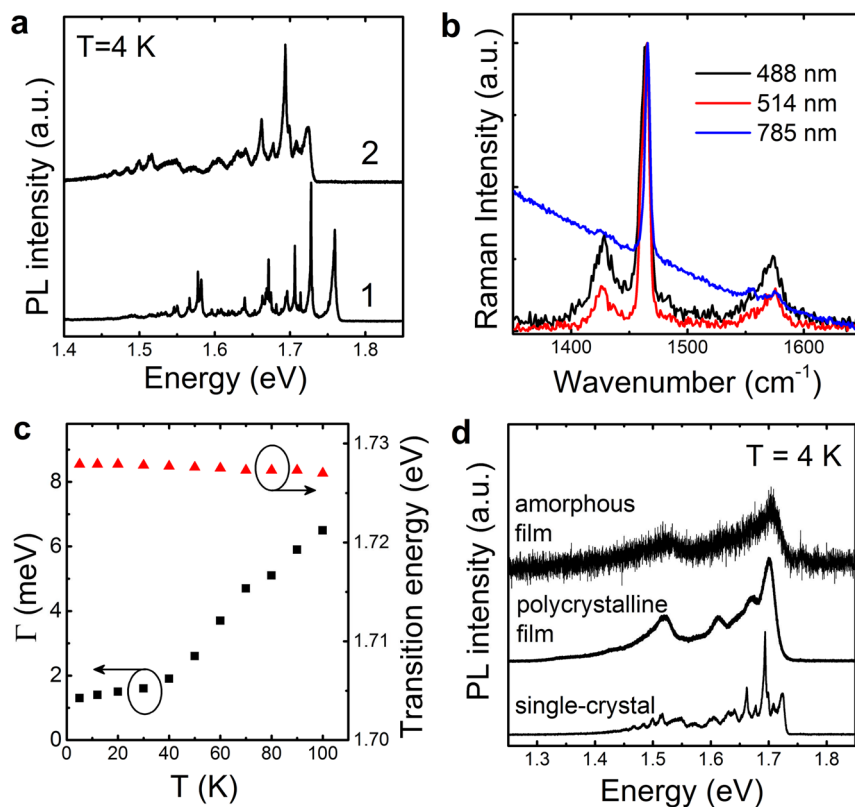 a
T=4 K
2
1
PL intensity (a.u.)
1.4 1.5 1.6 1.7 1.8
Energy (eV)
b
488 nm
514 nm
785 nm
Raman Intensity (a.u.)
1400 1500 1600
Wavenumber (cm-1)
c
8
6
4
2
0
Γ (meV)
1.73
1.72
1.71
1.70
Transition energy (eV)
0 20 40 60 80 100
T (K)
d
T = 4 K
amorphous
film
polycrystalline
film
single-crystal
PL intensity (a.u.)
1.3 1.4 1.5 1.6 1.7 1.8
Energy (eV)